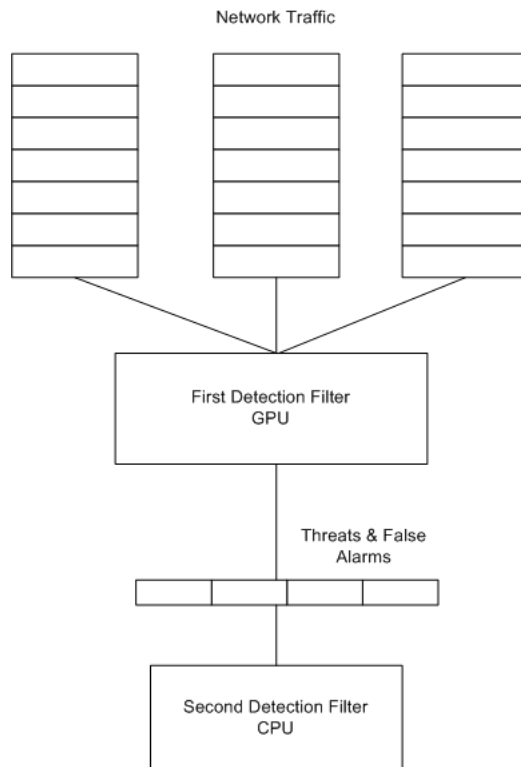 Network Traffic
First Detection Filter
GPU
Threats & False
Alarms
Second Detection Filter
CPU